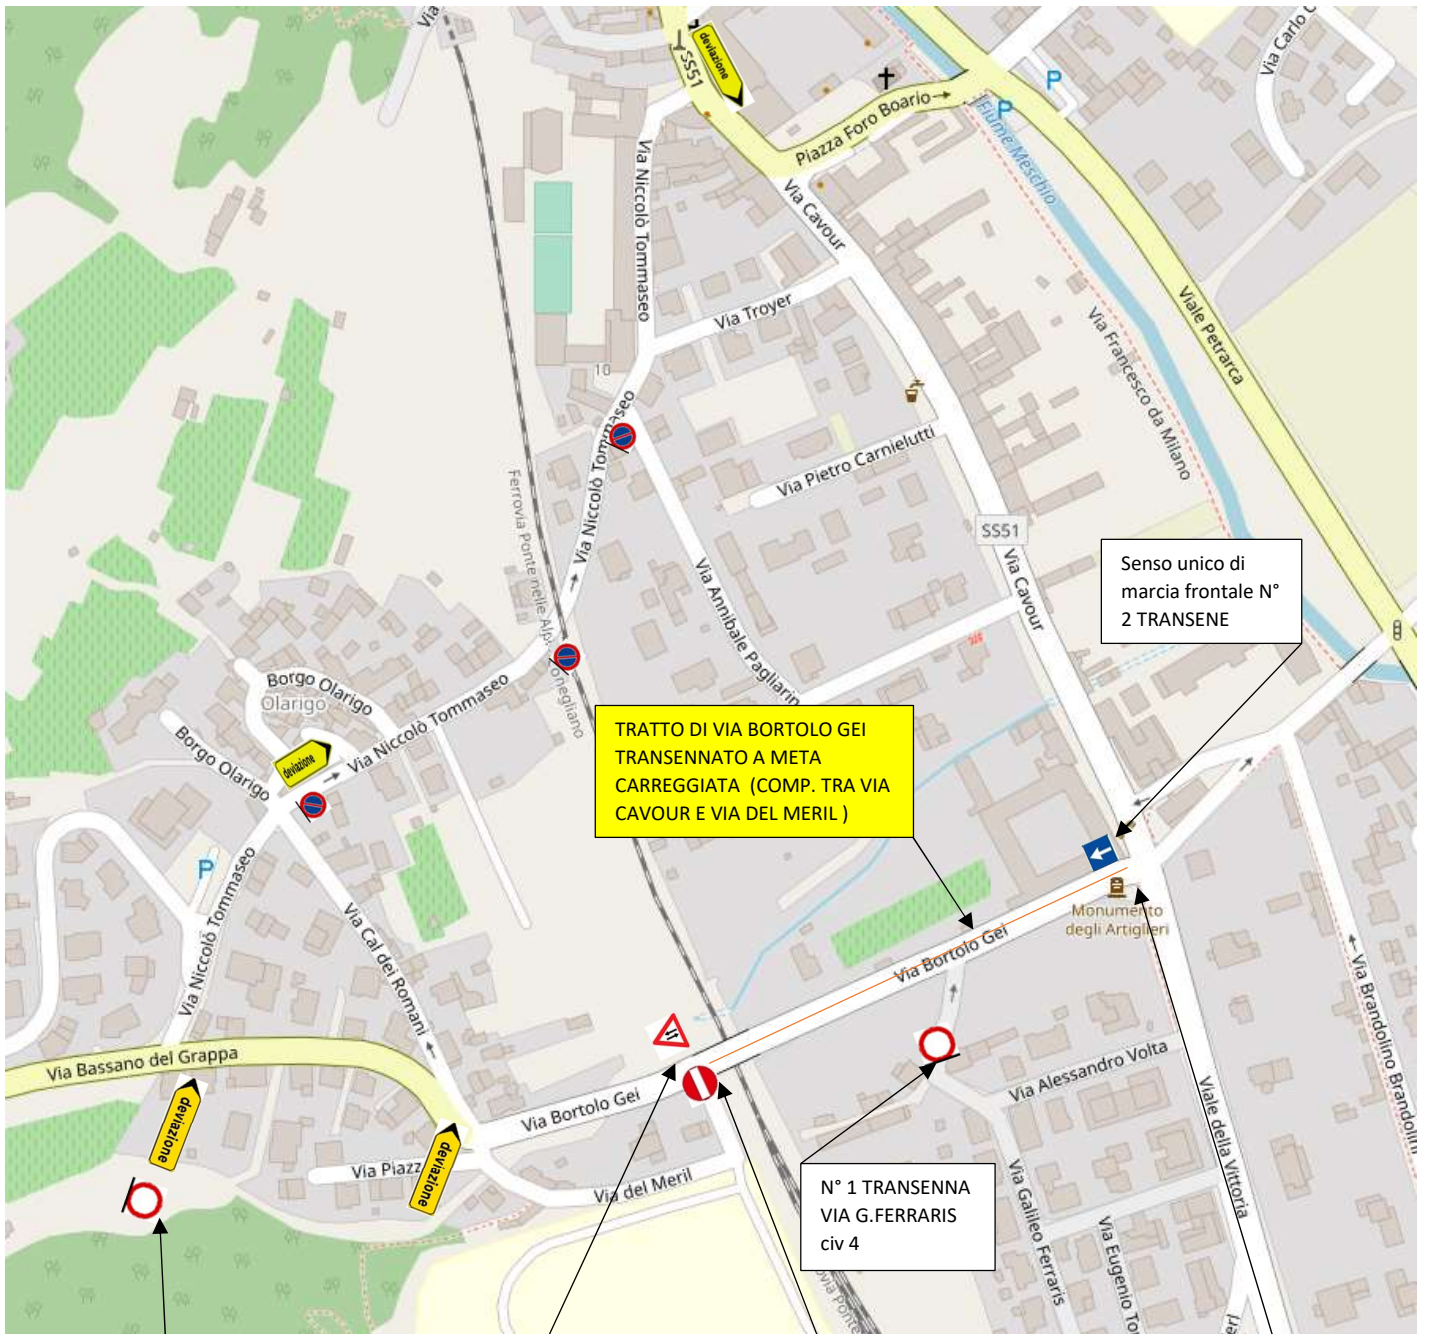 Via
SS51
deviazione
Piazza Foro Boario
P
P
Fiume Meschio
Via Carlo
Via Niccolò Tommaseo
Via Cavour
Via Troyer
Viale Petrarca
Via Francesco da Milano
10
Via Niccolò Tommaseo
Via Pietro Carnielutti
Ferrovia Ponte nelle Alpi-Conegliano
SS51
Via Cavour
Senso unico di
marcia frontale N°
2 TRANSENE
Via Annibale Pagliarin
Borgo Olarigo
Olarigo
Borgo Olarigo
Via Niccolò Tommaseo
deviazione
TRATTO DI VIA BORTOLO GEI
TRANSENNATO A META
CARREGGIATA (COMP. TRA VIA
CAVOUR E VIA DEL MERIL )
P
Via Niccolò Tommaseo
Via Cal dei Romani
Monumento
degli Artiglieri
Via Bortolo Gei
Via Brandolino Brandolini
Via Bassano del Grappa
Via Alessandro Volta
Via Bortolo Gei
Viale della Vittoria
deviazione
deviazione
Via Piazz
Via del Meril
N° 1 TRANSENNA
VIA G.FERRARIS
civ 4
Via Galileo Ferraris
Via Eugenio To
ovia Ponte
eri